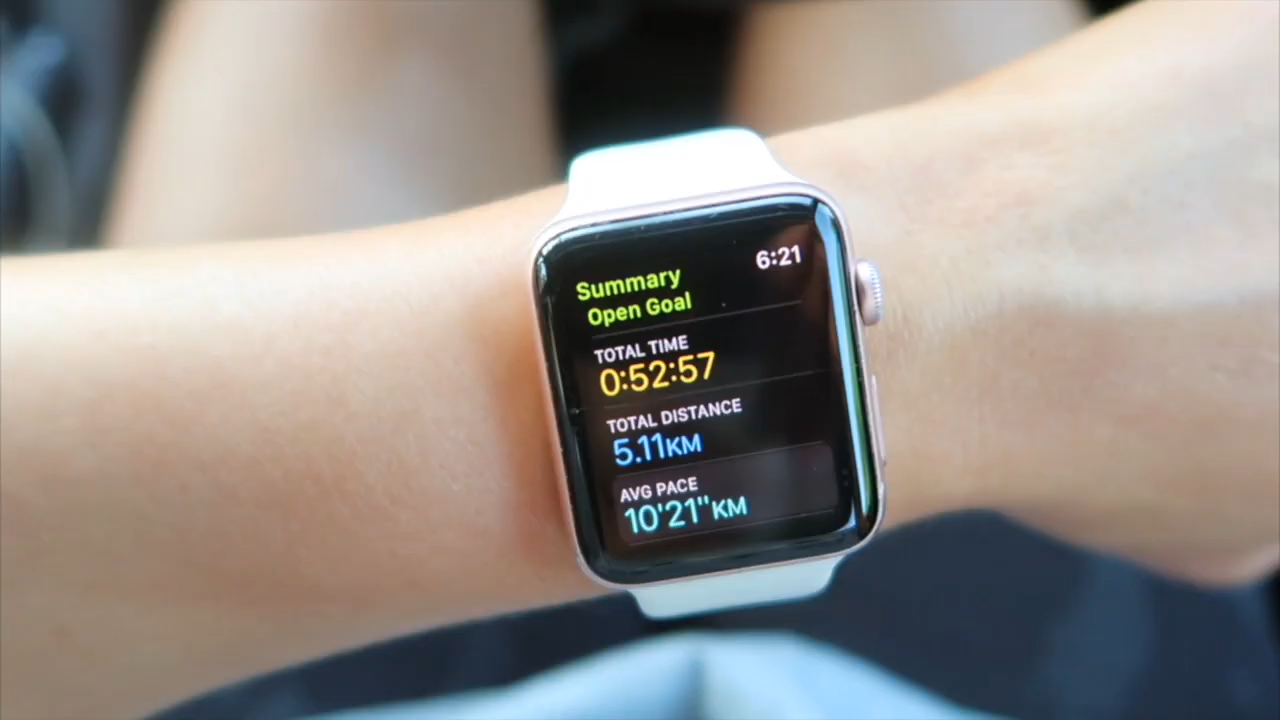 6:21
Summary
Open Goal
TOTAL TIME
0:52:57
TOTAL DISTANCE
5.11KM
AVG PACE
10'21"KM